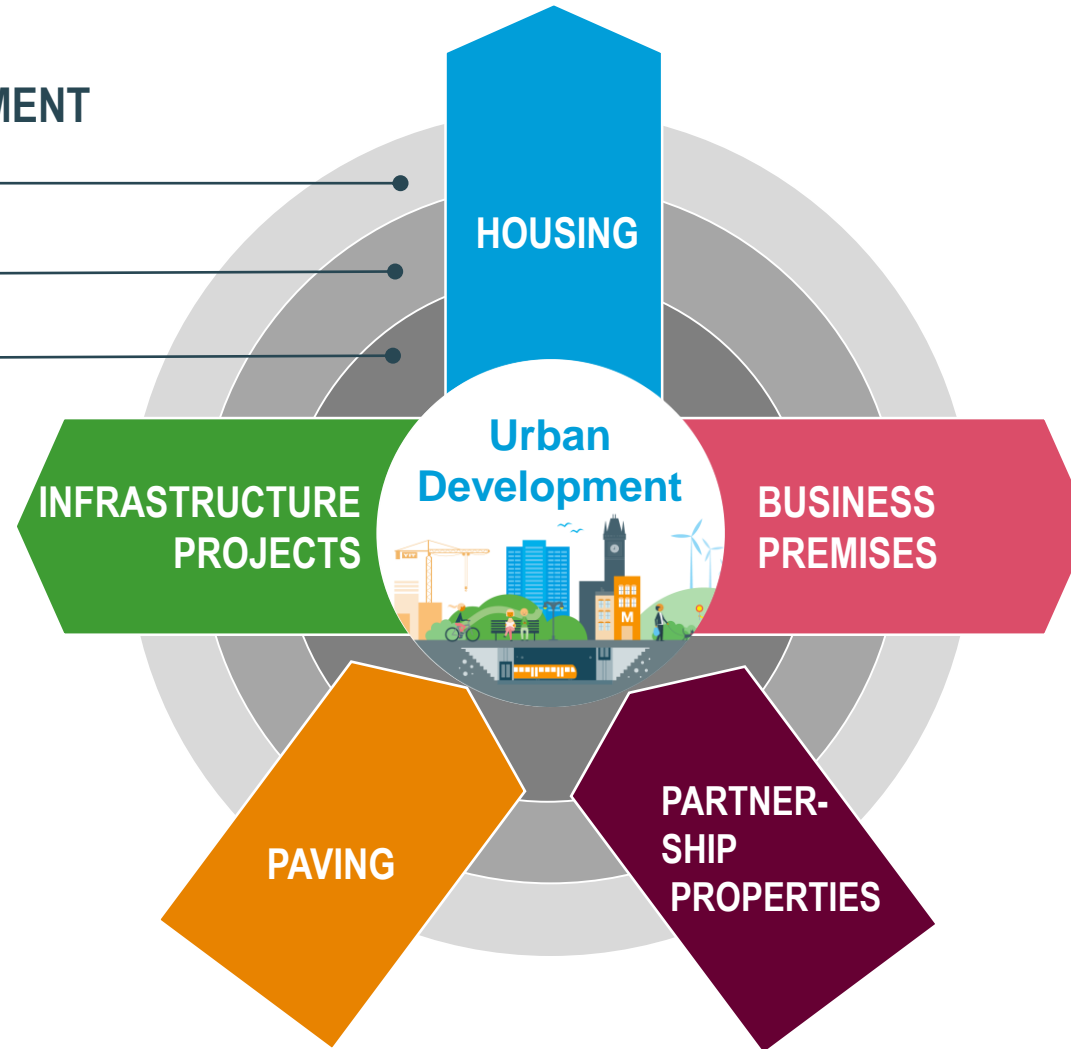 MENT
HOUSING
Urban
Development
INFRASTRUCTURE
PROJECTS
BUSINESS
PREMISES
M
PARTNER-
SHIP
PROPERTIES
PAVING